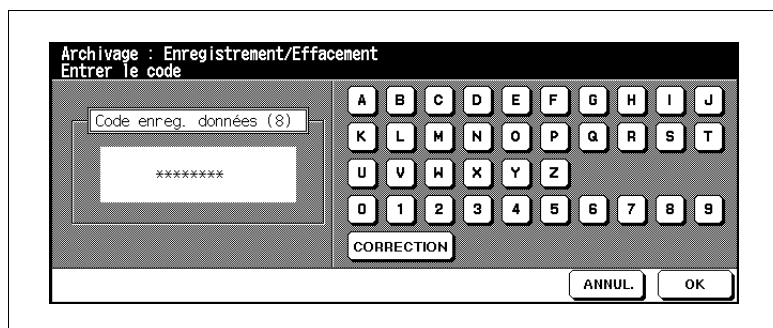 Archivage : Enregistrement/Effacement
Entrer le code
Code enreg. données (8)
********
A B C D E F G H I J
K L M N O P Q R S T
U V W X Y Z
0 1 2 3 4 5 6 7 8 9
CORRECTION
ANNUL. OK